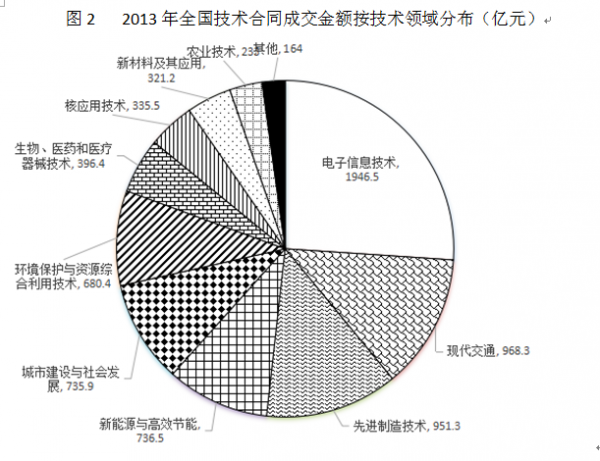 图 2 2013 年全国技术合同成交金额按技术领域分布（亿元）
电子信息技术,
1946.5
现代交通, 968.3
先进制造技术, 951.3
新能源与高效节能,
736.5
城市建设与社会发
展, 735.9
环境保护与资源综
合利用技术, 680.4
生物、医药和医疗
器械技术, 396.4
核应用技术, 335.5
新材料及其应用,
321.2
农业技术,
其他, 164